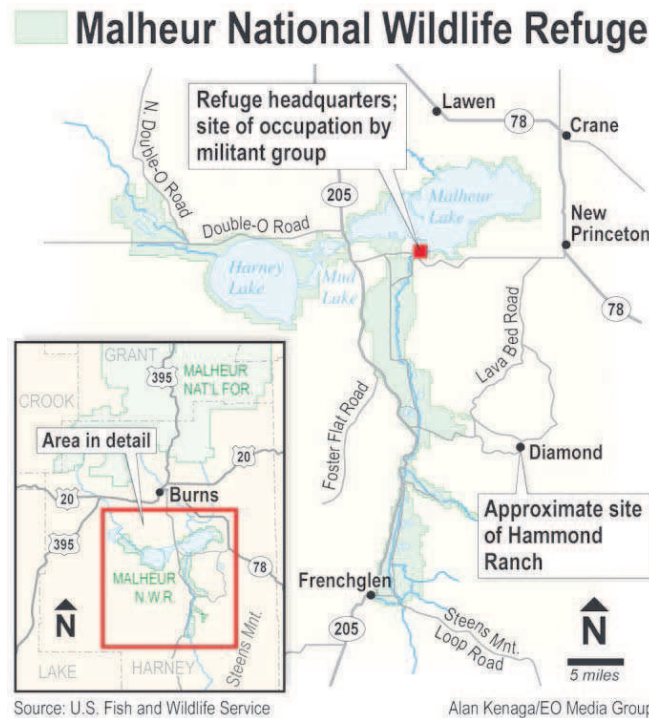 Malheur National Wildlife Refuge
Refuge headquarters;
site of occupation by
militant group
Lawen
78
Crane
N. Double-O Road
205
Malheur
Lake
Double-O Road
New
Princeton
Harney
Lake
Mud
Lake
78
Lava Bed Road
Foster Flat Road
Diamond
Approximate site
of Hammond
Ranch
Frenchglen
205
Steens Mnt.
Loop Road
N
5 miles
GRANT
395
MALHEUR
NAT'L FOR.
CROOK
Area in detail
20
20
Burns
395
78
MALHEUR
N.W.R.
N
Steens Mnt.
LAKE
HARNEY
Source: U.S. Fish and Wildlife Service
Alan Kenaga/EO Media Group